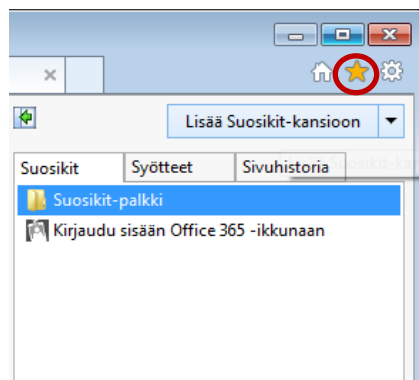 Lisää Suosikit-kansioon
Suosikit Syötteet Sivuhistoria
Suosikit-palkki
Kirjaudu sisään Office 365 -ikkunaan